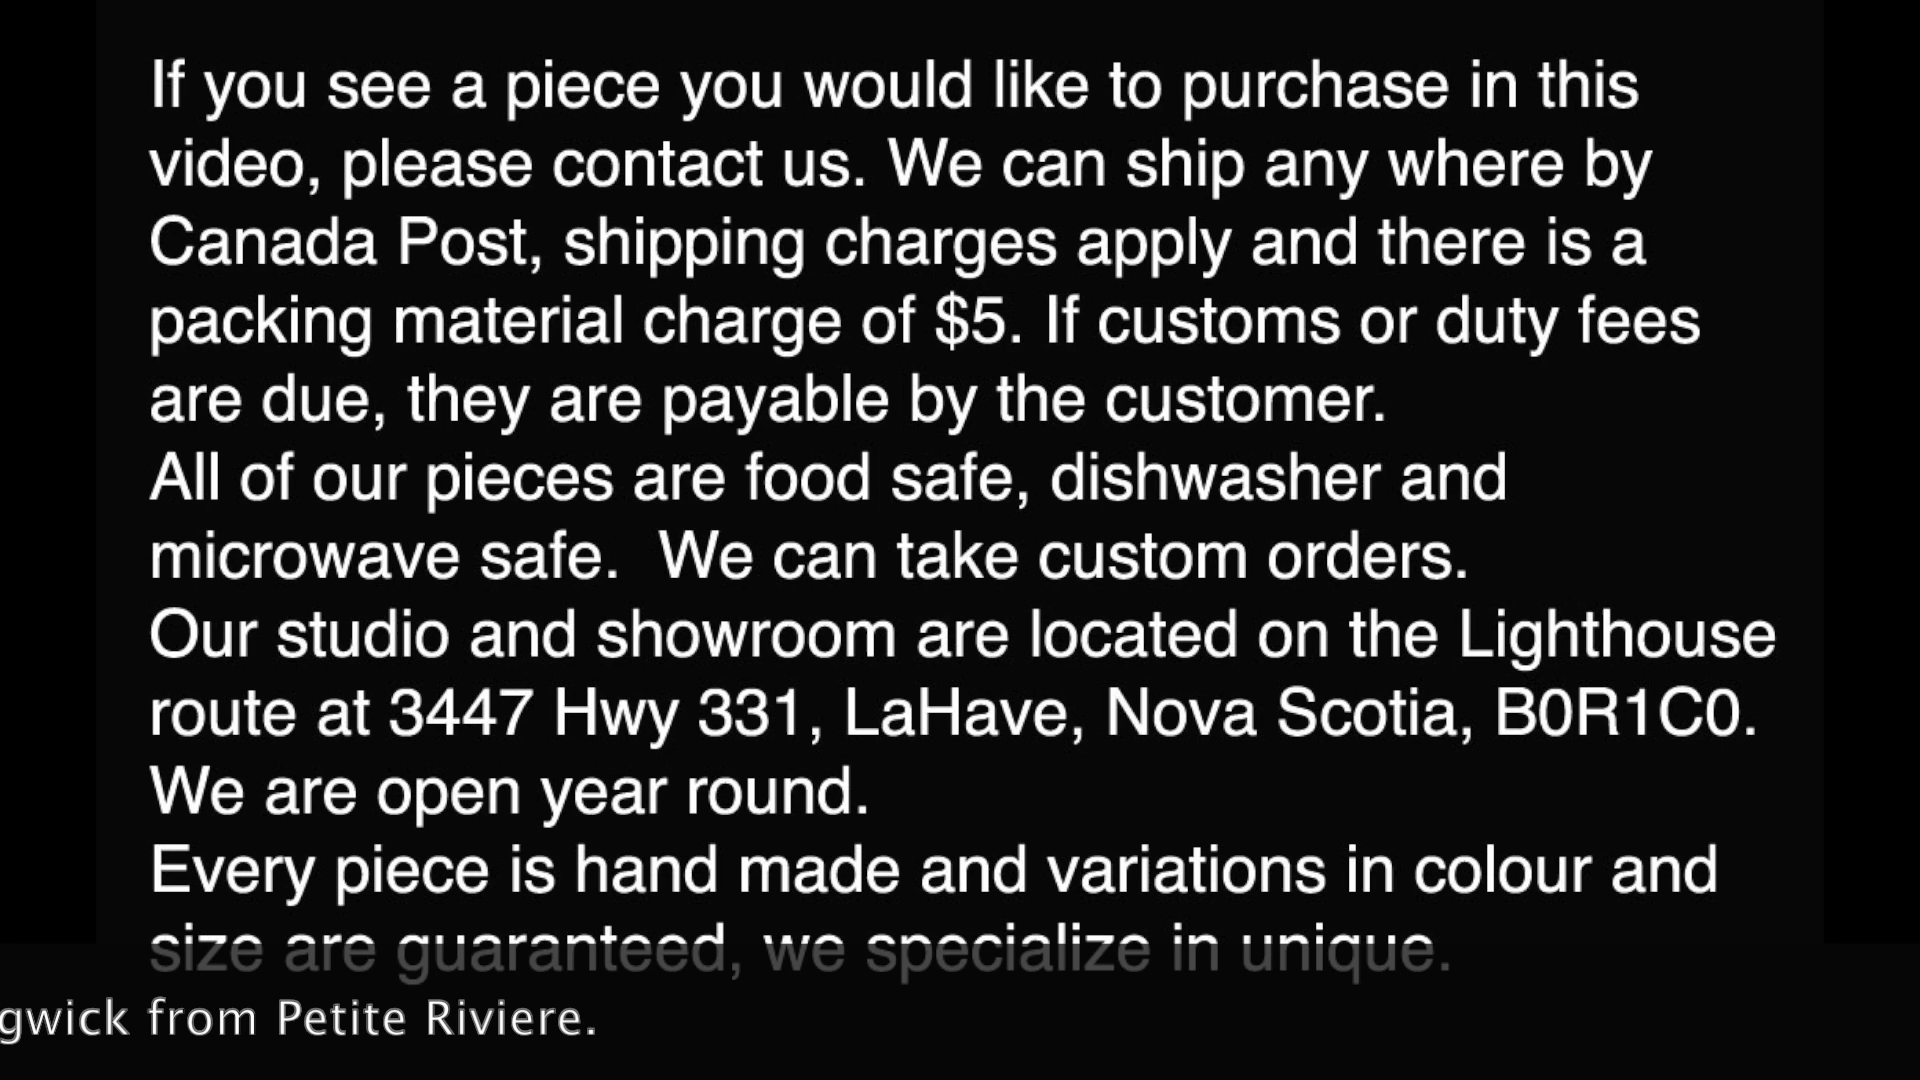 If you see a piece you would like to purchase in this
video, please contact us. We can ship any where by
Canada Post, shipping charges apply and there is a
packing material charge of $5. If customs or duty fees
are due, they are payable by the customer.
All of our pieces are food safe, dishwasher and
microwave safe.  We can take custom orders.
Our studio and showroom are located on the Lighthouse
route at 3447 Hwy 331, LaHave, Nova Scotia, B0R1C0.
We are open year round.
Every piece is hand made and variations in colour and
size are guaranteed, we specialize in unique.
gwick from Petite Riviere.